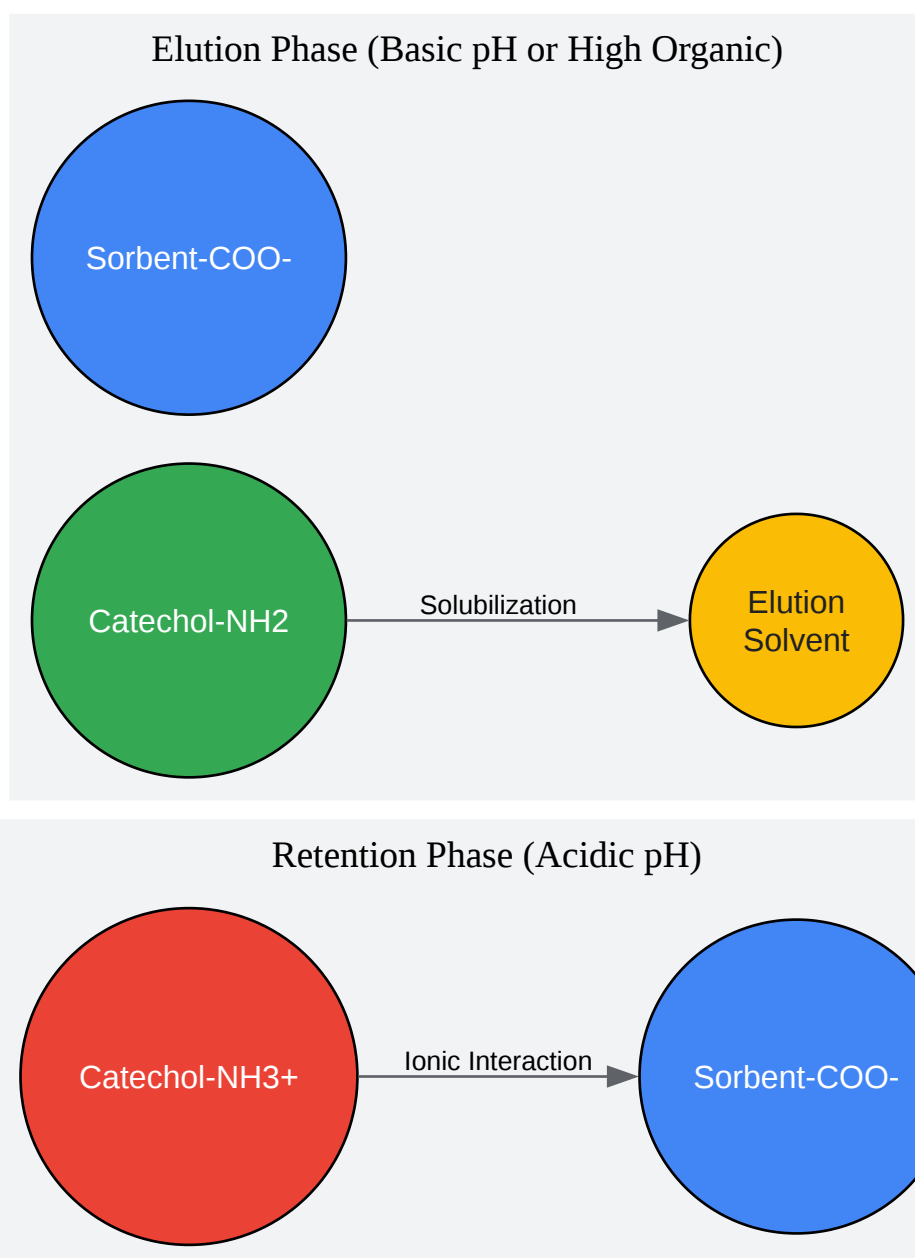 Elution Phase (Basic pH or High Organic)
Sorbent-COO-
Catechol-NH2
Solubilization
Elution
Solvent
Retention Phase (Acidic pH)
Catechol-NH3+
Ionic Interaction
Sorbent-COO-